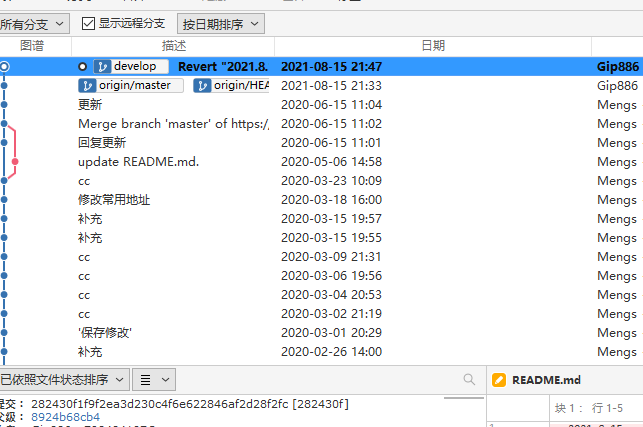 所有分支 显示远程分支 按日期排序
图谱 描述 日期
develop Revert "2021.8. 2021-08-15 21:47 Gip886
origin/master origin/HEA 2021-08-15 21:33 Gip886
更新 2020-06-15 11:04 Mengs
Merge branch 'master' of https:/ 2020-06-15 11:02 Mengs
回复更新 2020-06-15 11:01 Mengs
update README.md. 2020-05-06 14:58 Mengs
cc 2020-03-23 10:09 Mengs
修改常用地址 2020-03-18 16:00 Mengs
补充 2020-03-15 19:57 Mengs
补充 2020-03-15 19:55 Mengs
cc 2020-03-09 21:31 Mengs
cc 2020-03-06 19:56 Mengs
cc 2020-03-04 20:53 Mengs
cc 2020-03-02 21:19 Mengs
'保存修改' 2020-03-01 20:29 Mengs
补充 2020-02-26 14:00 Mengs
已依照文件状态排序 README.md
提交: 282430f1f9f2ea3d230c4f6e622846af2d28f2fc [282430f] 块 1： 行 1-5
父级: 8924b68cb4